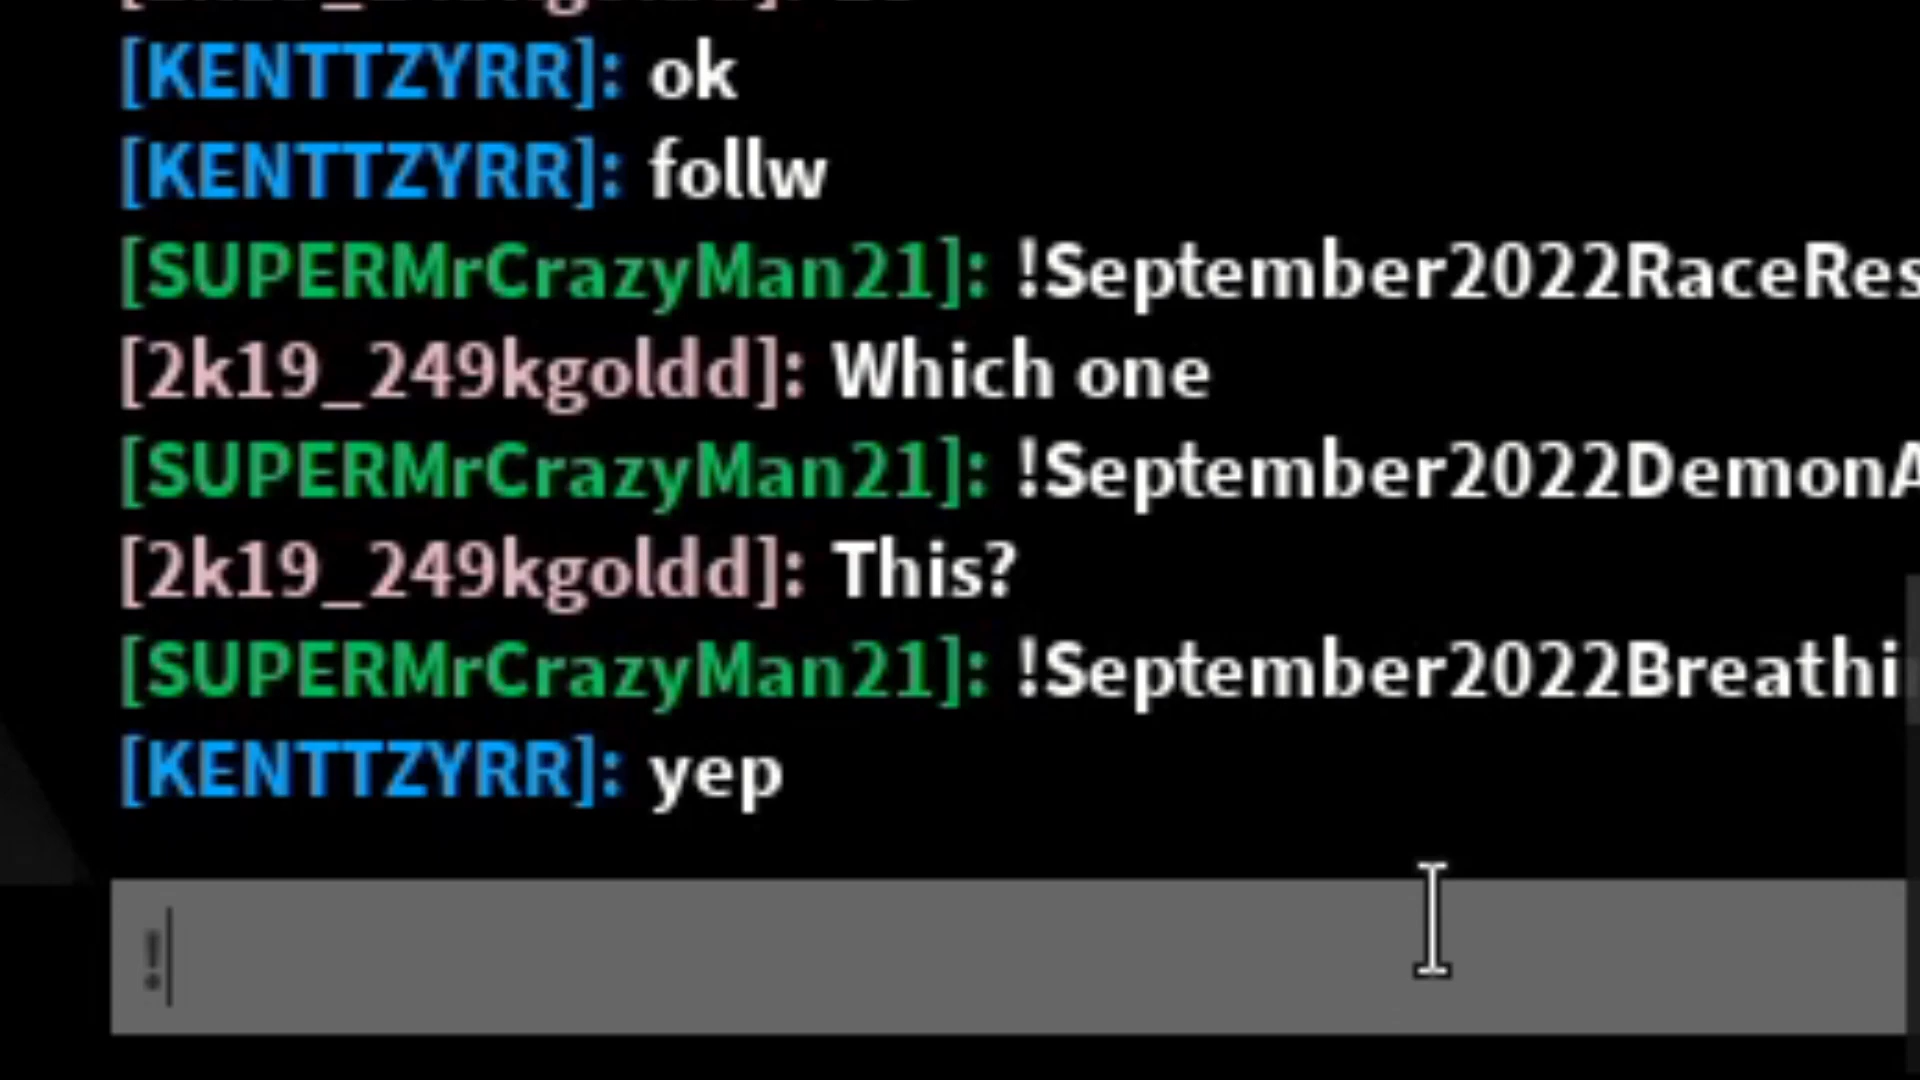 [KENTTZYRR]: ok
[KENTTZYRR]: follw
[SUPERMrCrazyMan21]: !September2022RaceRes
[2k19_249kgoldd]: Which one
[SUPERMrCrazyMan21]: !September2022DemonA
[2k19_249kgoldd]: This?
[SUPERMrCrazyMan21]: !September2022Breathi
[KENTTZYRR]: yep
!